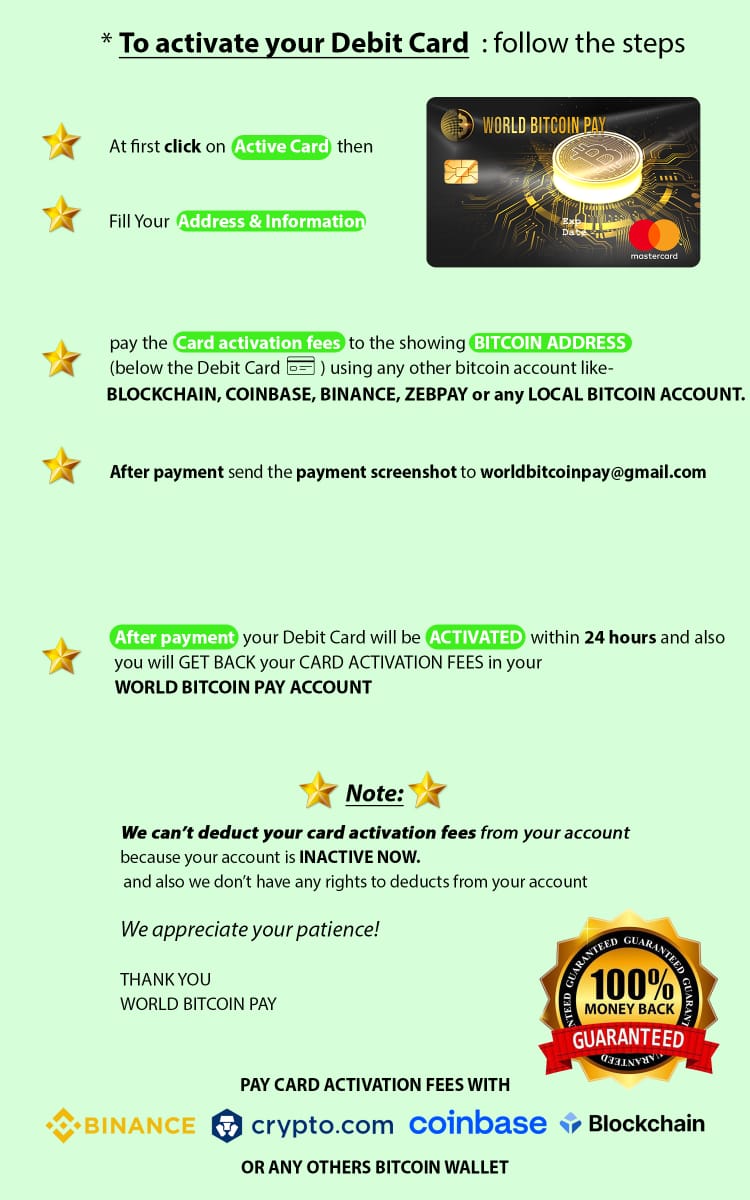 * To activate your Debit Card : follow the steps
At first click on Active Card then
Fill Your Address & Information
WORLD BITCOIN PAY
Exp
Date
mastercard
pay the Card activation fees to the showing BITCOIN ADDRESS
(below the Debit Card ) using any other bitcoin account like-
BLOCKCHAIN, COINBASE, BINANCE, ZEBPAY or any LOCAL BITCOIN ACCOUNT.
After payment send the payment screenshot to worldbitcoinpay@gmail.com
After payment your Debit Card will be ACTIVATED within 24 hours and also
you will GET BACK your CARD ACTIVATION FEES in your
WORLD BITCOIN PAY ACCOUNT
Note:
We can't deduct your card activation fees from your account
because your account is INACTIVE NOW.
and also we don't have any rights to deducts from your account
We appreciate your patience!
THANK YOU
WORLD BITCOIN PAY
GUARANTEED GUARANTEED
100%
MONEY BACK
GUARANTEED
GUARANTEED
PAY CARD ACTIVATION FEES WITH
BINANCE crypto.com coinbase Blockchain
OR ANY OTHERS BITCOIN WALLET